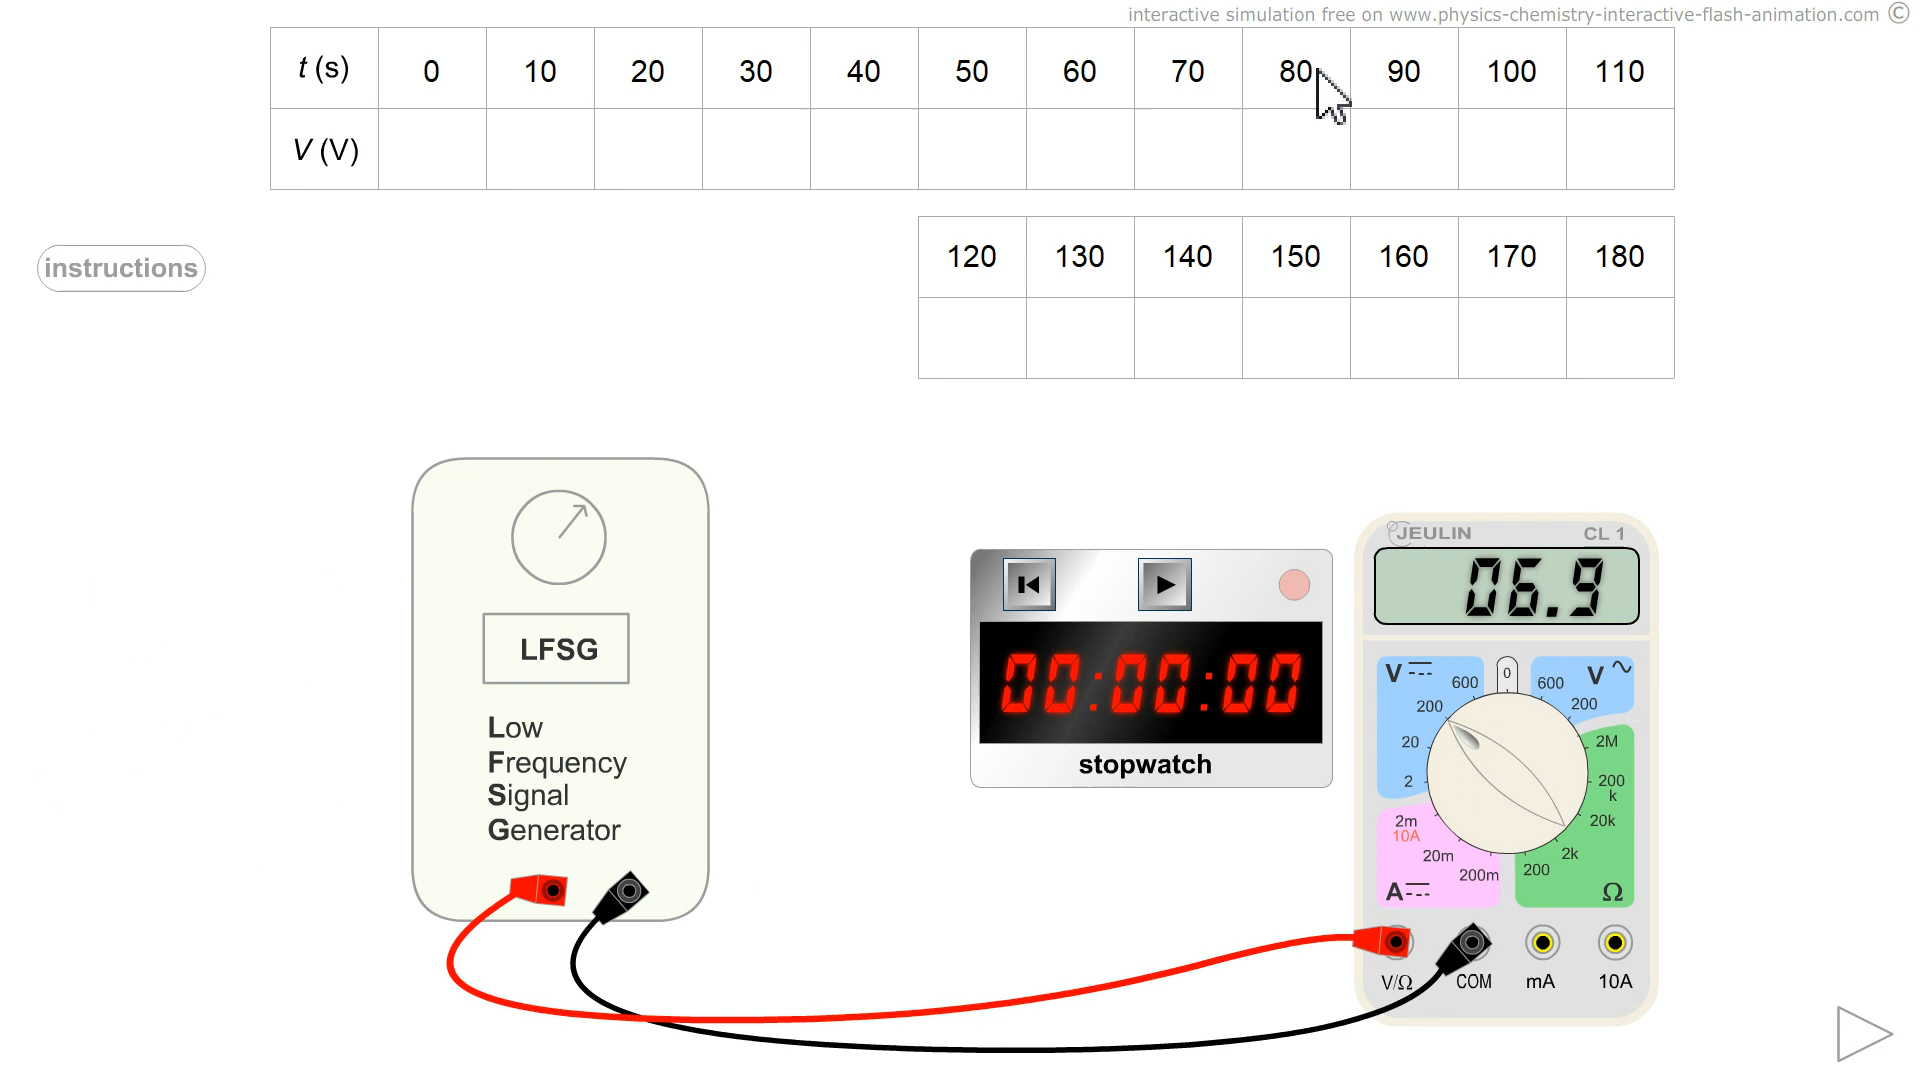 interactive simulation free on www.physics-chemistry-interactive-flash-animation.com ©
t (s) 0 10 20 30 40 50 60 70 80 90 100 110
V (V)
120 130 140 150 160 170 180
instructions
LFSG
Low
Frequency
Signal
Generator
00:00:00
stopwatch
JEULIN CL 1
06.9
V 600 0 600 V
200 200
20 2M
2 200
k
2m 20k
10A
20m 2k
200m 200
A Ω
V/Ω COM mA 10A